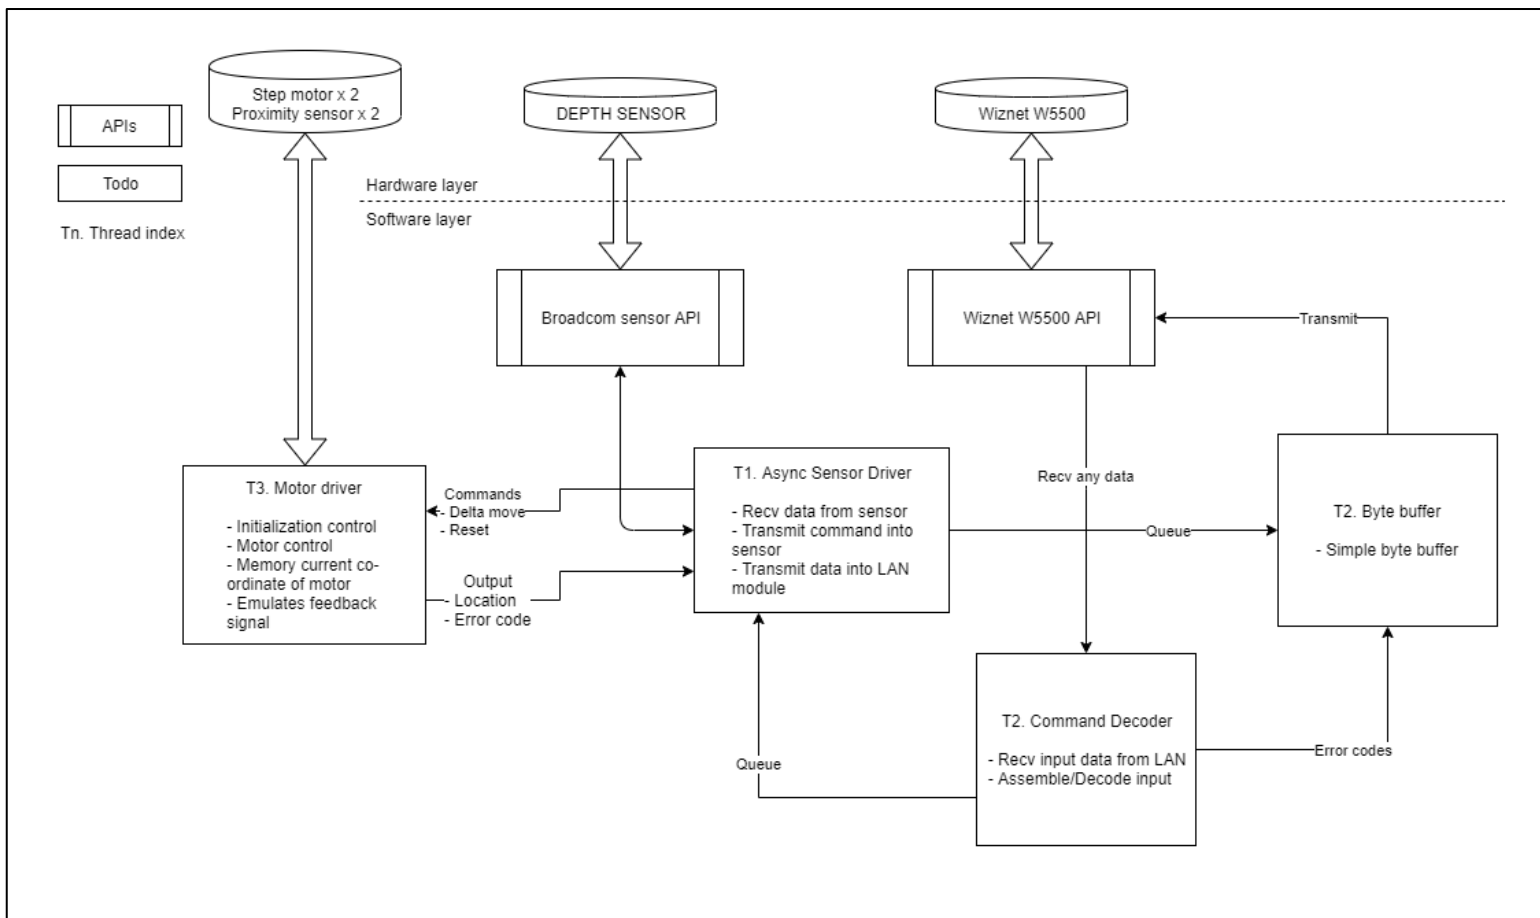 Step motor x 2
Proximity sensor x 2
DEPTH SENSOR
Wiznet W5500
APIs
Todo
Tn. Thread index
Hardware layer
Software layer
Broadcom sensor API
Wiznet W5500 API
Transmit
T3. Motor driver
- Initialization control
- Motor control
- Memory current co-
ordinate of motor
- Emulates feedback
signal
Commands
- Delta move
- Reset
Output
- Location
- Error code
T1. Async Sensor Driver
- Recv data from sensor
- Transmit command into
sensor
- Transmit data into LAN
module
Recv any data
Queue
T2. Byte buffer
- Simple byte buffer
T2. Command Decoder
- Recv input data from LAN
- Assemble/Decode input
Queue
Error codes